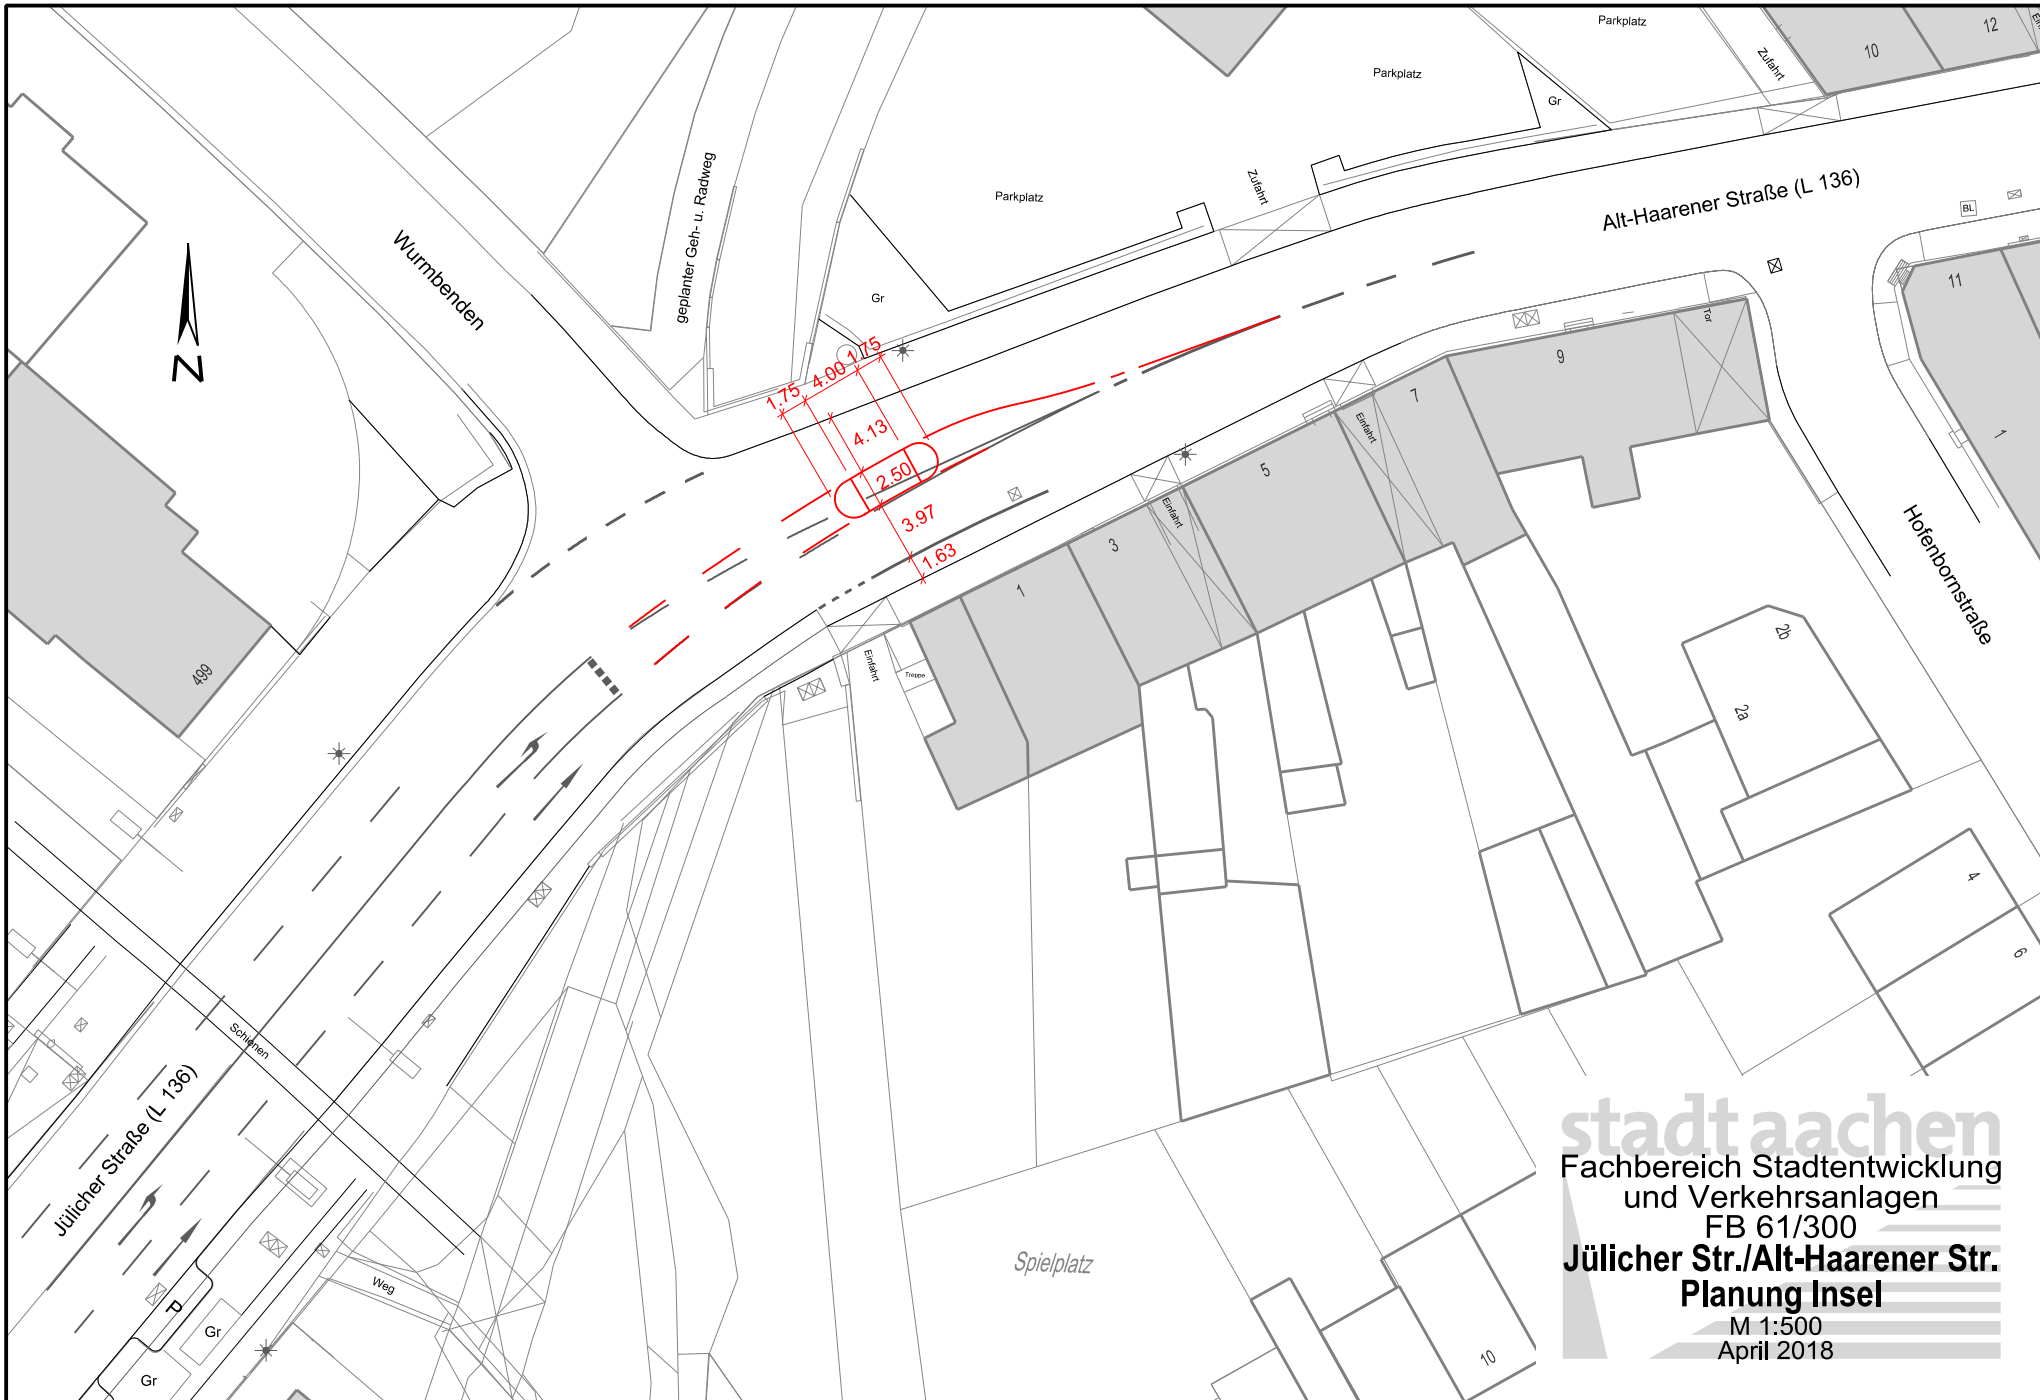 Parkplatz
10
12
Zufahrt
Parkplatz
Gr
geplanter Geh- u. Radweg
Parkplatz
Zufahrt
Alt-Haarener Straße (L 136)
BL
Wurmbenden
N
Gr
11
Tor
1.75
4.00
1.75
4.13
2.50
3.97
1.63
9
7
Einfahrt
5
Einfahrt
3
1
1
Hofenbornstraße
499
Einfahrt
Treppe
2b
2a
4
6
Schienen
Jülicher Straße (L 136)
P
Gr
Gr
Weg
Spielplatz
10
stadt aachen
Fachbereich Stadtentwicklung
und Verkehrsanlagen
FB 61/300
Jülicher Str./Alt-Haarener Str.
Planung Insel
M 1:500
April 2018